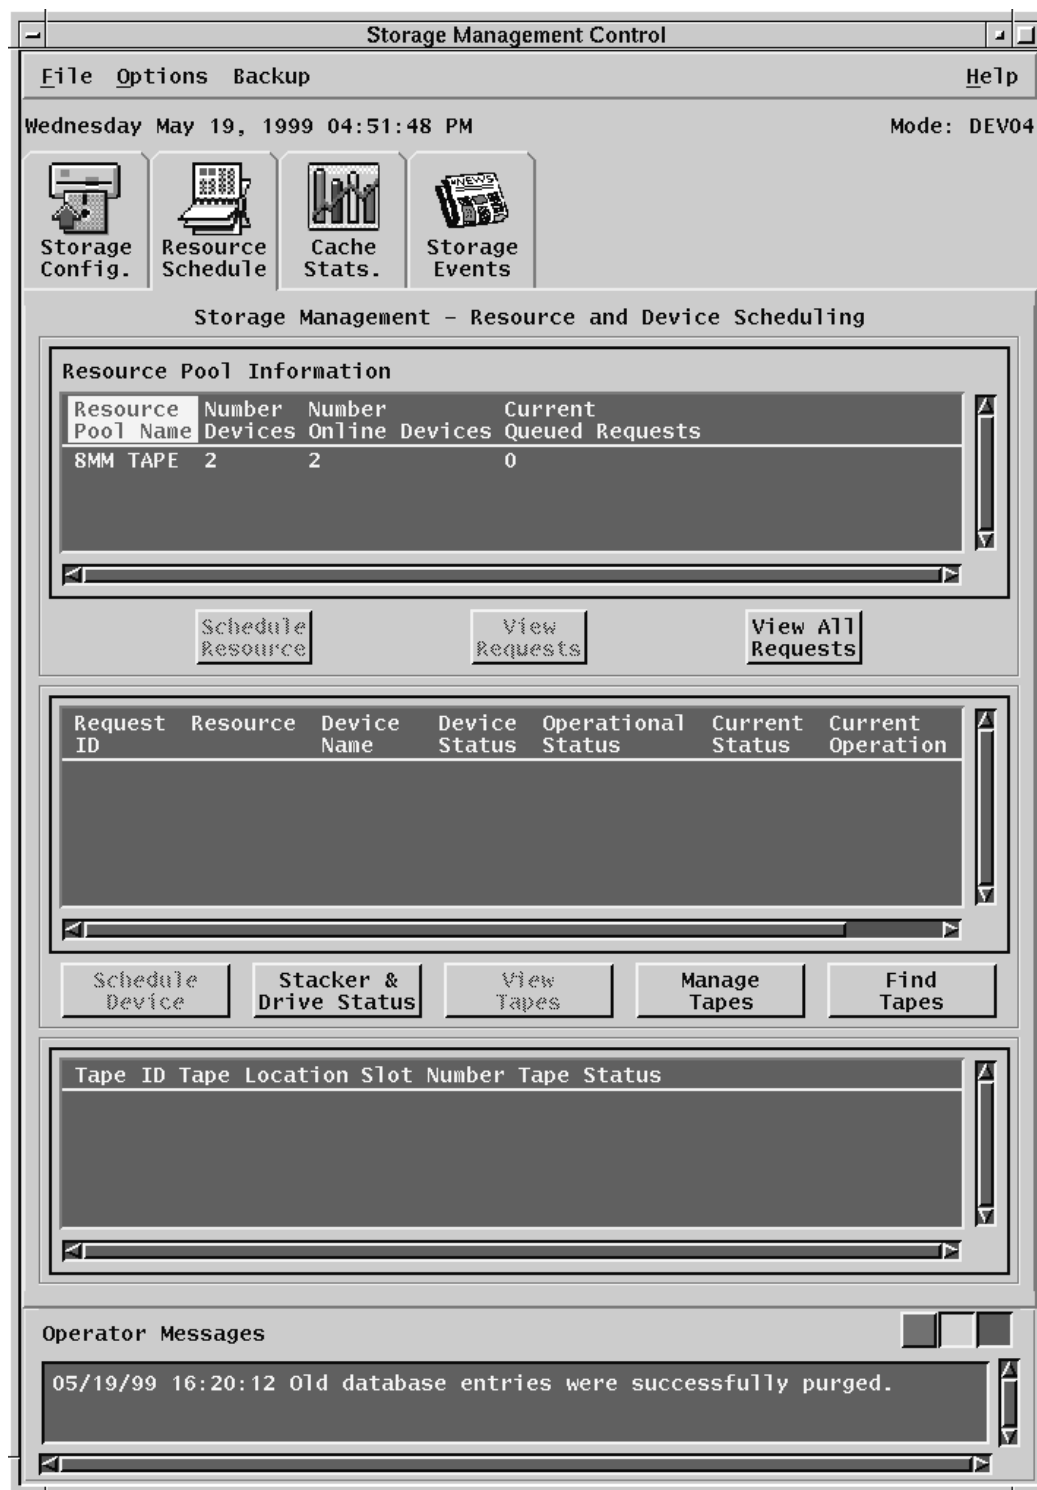 Storage Management Control
File Options Backup Help
Wednesday May 19, 1999 04:51:48 PM Mode: DEV04
NEWS
Storage Config.
Resource Schedule
Cache Stats.
Storage Events
Storage Management – Resource and Device Scheduling
Resource Pool Information
Resource Number Number Current
Pool Name Devices Online Devices Queued Requests
8MM TAPE 2 2 0
Schedule Resource
View Requests
View All Requests
Request Resource Device Device Operational Current Current
ID Name Status Status Status Operation
Schedule Device
Stacker & Drive Status
View Tapes
Manage Tapes
Find Tapes
Tape ID Tape Location Slot Number Tape Status
Operator Messages
05/19/99 16:20:12 Old database entries were successfully purged.